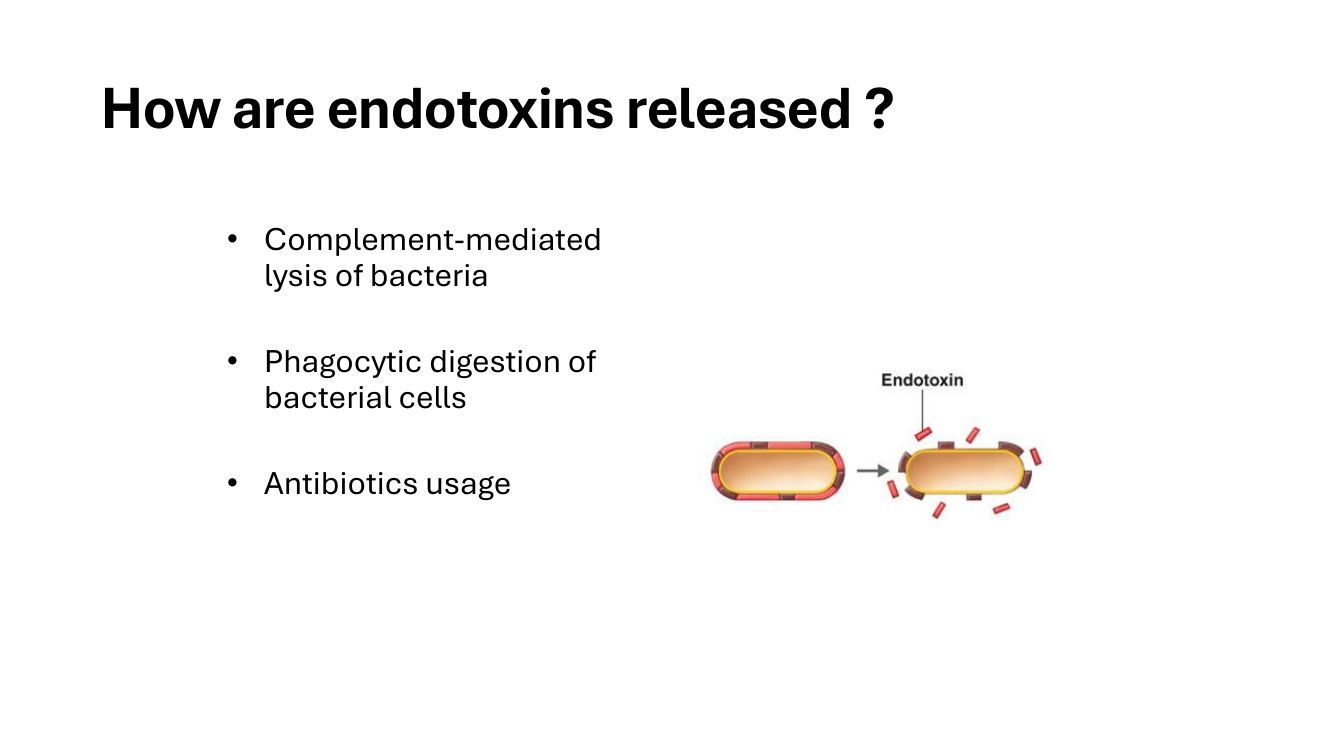 How are endotoxins released ?
• Complement-mediated
lysis of bacteria
• Phagocytic digestion of
bacterial cells
• Antibiotics usage
Endotoxin